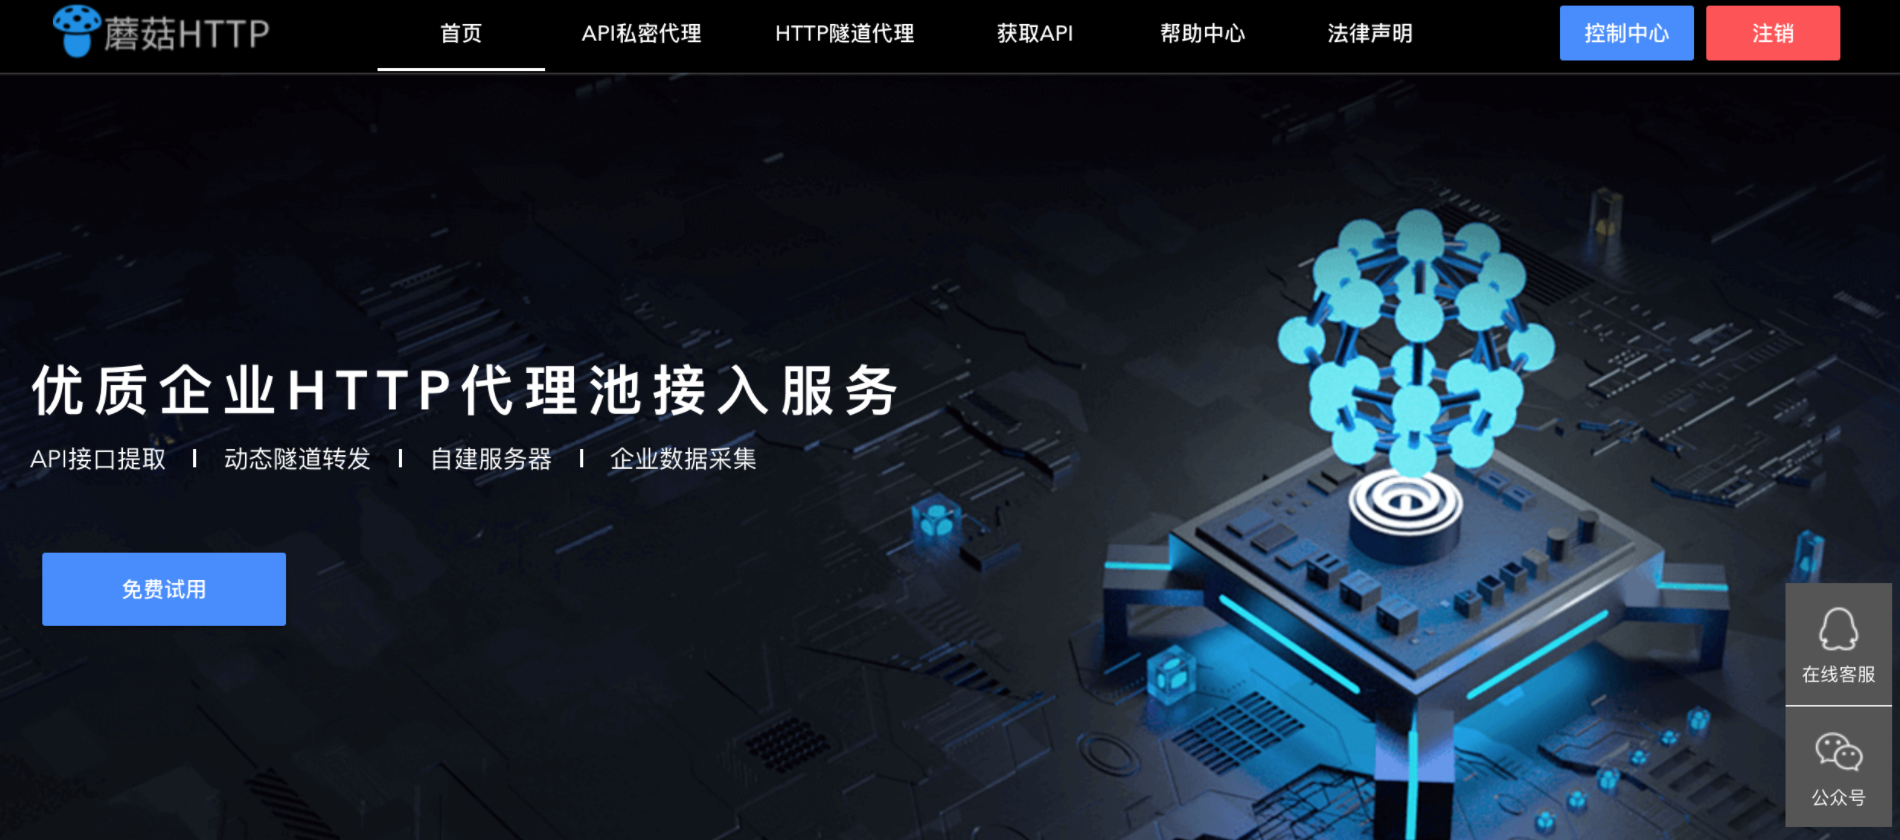 蘑菇HTTP
首页 API私密代理 HTTP隧道代理 获取API 帮助中心 法律声明 控制中心 注销
优质企业HTTP代理池接入服务
API接口提取 动态隧道转发 自建服务器 企业数据采集
免费试用
在线客服
公众号